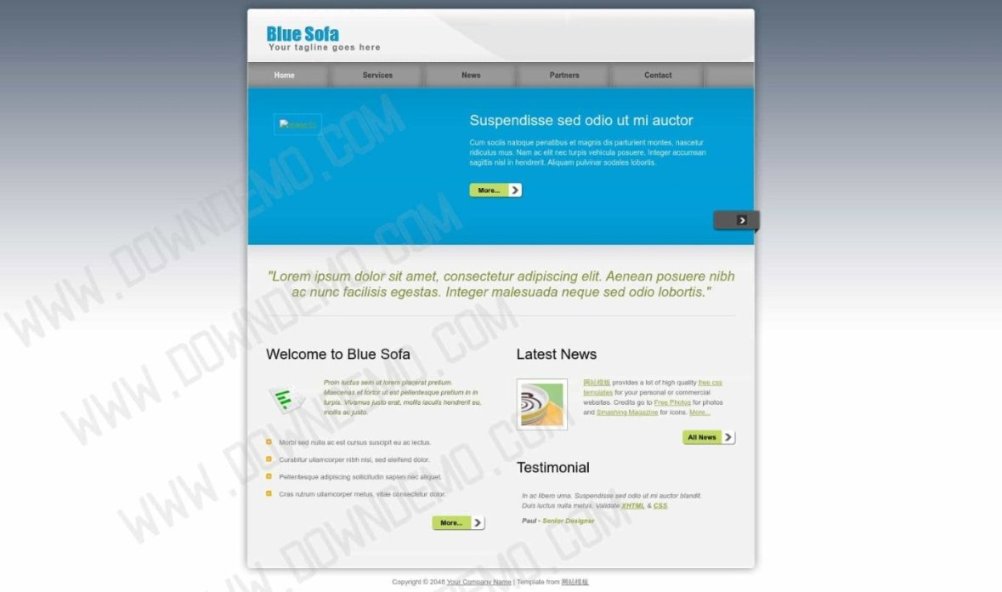 Blue Sofa
Your tagline goes here
Home Services News Partners Contact
Suspendisse sed odio ut mi auctor
Cum sociis natoque penatibus et magnis dis parturient montes, nascetur
ridiculus mus. Nam ac elit nec turpis vehicula posuere. Integer accumsan
sagittis nisl in hendrerit. Aliquam pulvinar sodales lobortis.
More...
"Lorem ipsum dolor sit amet, consectetur adipiscing elit. Aenean posuere nibh
ac nunc facilisis egestas. Integer malesuada neque sed odio lobortis."
Welcome to Blue Sofa
Proin luctus sem ut lorem placerat pretium.
Maecenas et tortor ut est pellentesque pretium in in
turpis. Vivamus justo erat, mollis iaculis hendrerit eu,
mollis ac justo.
Morbi sed nulla ac est cursus suscipit eu ac lectus.
Curabitur ullamcorper nibh nisi, sed eleifend dolor.
Pellentesque adipiscing sollicitudin sapien nec aliquet.
Cras rutrum ullamcorper metus, vitae consectetur dolor.
More...
Latest News
网站模板 provides a lot of high quality free css
templates for your personal or commercial
websites. Credits go to Free Photos for photos
and Smashing Magazine for icons. More...
All News
Testimonial
In ac libero urna. Suspendisse sed odio ut mi auctor blandit.
Duis luctus nulla metus. Validate XHTML & CSS.
Paul - Senior Designer
Copyright © 2048 Your Company Name | Template from 网站模板
WWW.DOWNDEMO.COM
WWW.DOWNDEMO.COM
WWW.DOWNDEMO.COM
WWW.DOWNDEMO.COM